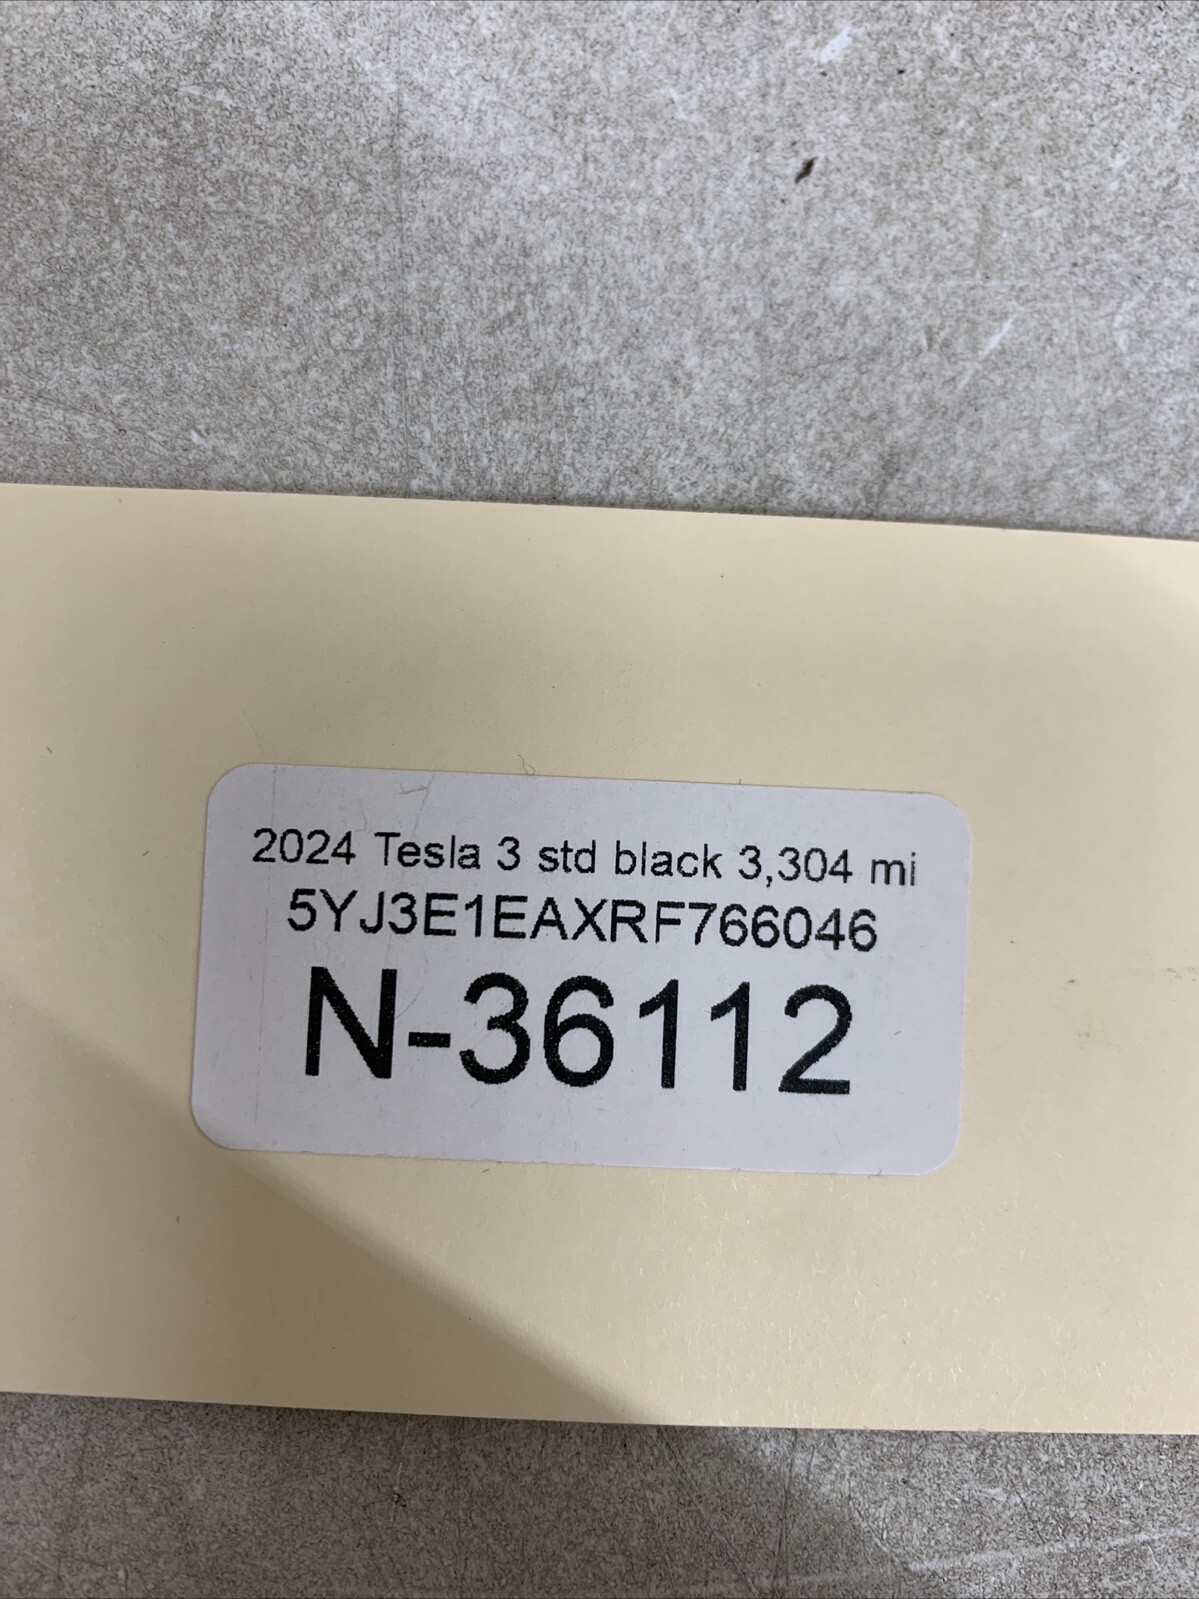 2024 Tesla 3 std black 3,304 mi
5YJ3E1EAXRF766046
N-36112